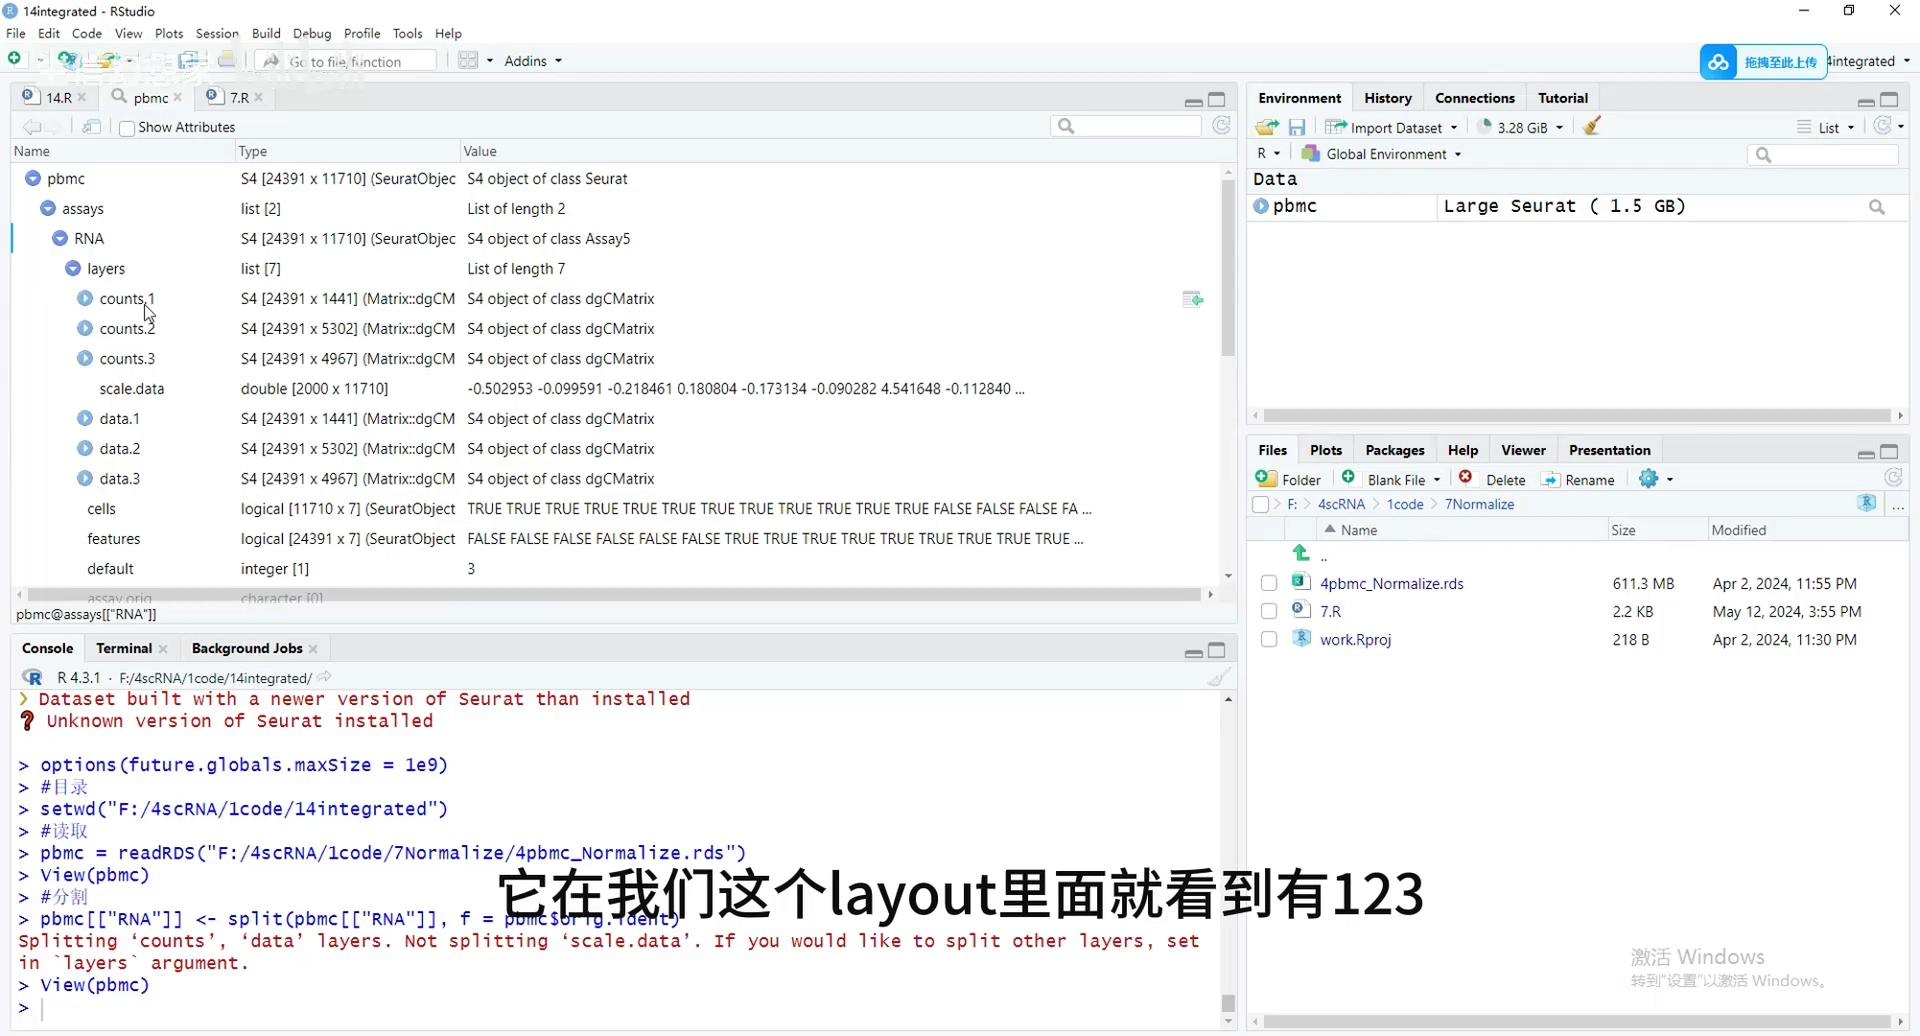 14integrated - RStudio
File Edit Code View Plots Session Build Debug Profile Tools Help
Go to file/function Addins
拖拽至此上传 4integrated
14.R pbmc 7.R
Show Attributes
Name Type Value
pbmc S4 [24391 x 11710] (SeuratObjec S4 object of class Seurat
assays list [2] List of length 2
RNA S4 [24391 x 11710] (SeuratObjec S4 object of class Assay5
layers list [7] List of length 7
counts.1 S4 [24391 x 1441] (Matrix::dgCM S4 object of class dgCMatrix
counts.2 S4 [24391 x 5302] (Matrix::dgCM S4 object of class dgCMatrix
counts.3 S4 [24391 x 4967] (Matrix::dgCM S4 object of class dgCMatrix
scale.data double [2000 x 11710] -0.502953 -0.099591 -0.218461 0.180804 -0.173134 -0.090282 4.541648 -0.112840 ...
data.1 S4 [24391 x 1441] (Matrix::dgCM S4 object of class dgCMatrix
data.2 S4 [24391 x 5302] (Matrix::dgCM S4 object of class dgCMatrix
data.3 S4 [24391 x 4967] (Matrix::dgCM S4 object of class dgCMatrix
cells logical [11710 x 7] (SeuratObject TRUE TRUE TRUE TRUE TRUE TRUE TRUE TRUE TRUE TRUE TRUE TRUE FALSE FALSE FALSE FA ...
features logical [24391 x 7] (SeuratObject FALSE FALSE FALSE FALSE FALSE FALSE TRUE TRUE TRUE TRUE TRUE TRUE TRUE TRUE TRUE ...
default integer [1] 3
assay.orig character [0]
pbmc@assays[["RNA"]]
Console Terminal Background Jobs
R 4.3.1 · F:/4scRNA/1code/14integrated/
Dataset built with a newer version of Seurat than installed
Unknown version of Seurat installed
> options(future.globals.maxSize = 1e9)
> #目录
> setwd("F:/4scRNA/1code/14integrated")
> #读取
> pbmc = readRDS("F:/4scRNA/1code/7Normalize/4pbmc_Normalize.rds")
> View(pbmc)
> #分割
> pbmc[["RNA"]] <- split(pbmc[["RNA"]], f = pbmc$orig.ident)
Splitting ‘counts’, ‘data’ layers. Not splitting ‘scale.data’. If you would like to split other layers, set
in `layers` argument.
> View(pbmc)
>
它在我们这个layout里面就看到有123
Environment History Connections Tutorial
Import Dataset 3.28 GiB List
R Global Environment
Data
pbmc Large Seurat ( 1.5 GB)
Files Plots Packages Help Viewer Presentation
Folder Blank File Delete Rename
F: > 4scRNA > 1code > 7Normalize ...
Name Size Modified
..
4pbmc_Normalize.rds 611.3 MB Apr 2, 2024, 11:55 PM
7.R 2.2 KB May 12, 2024, 3:55 PM
work.Rproj 218 B Apr 2, 2024, 11:30 PM
激活 Windows
转到"设置"以激活 Windows。